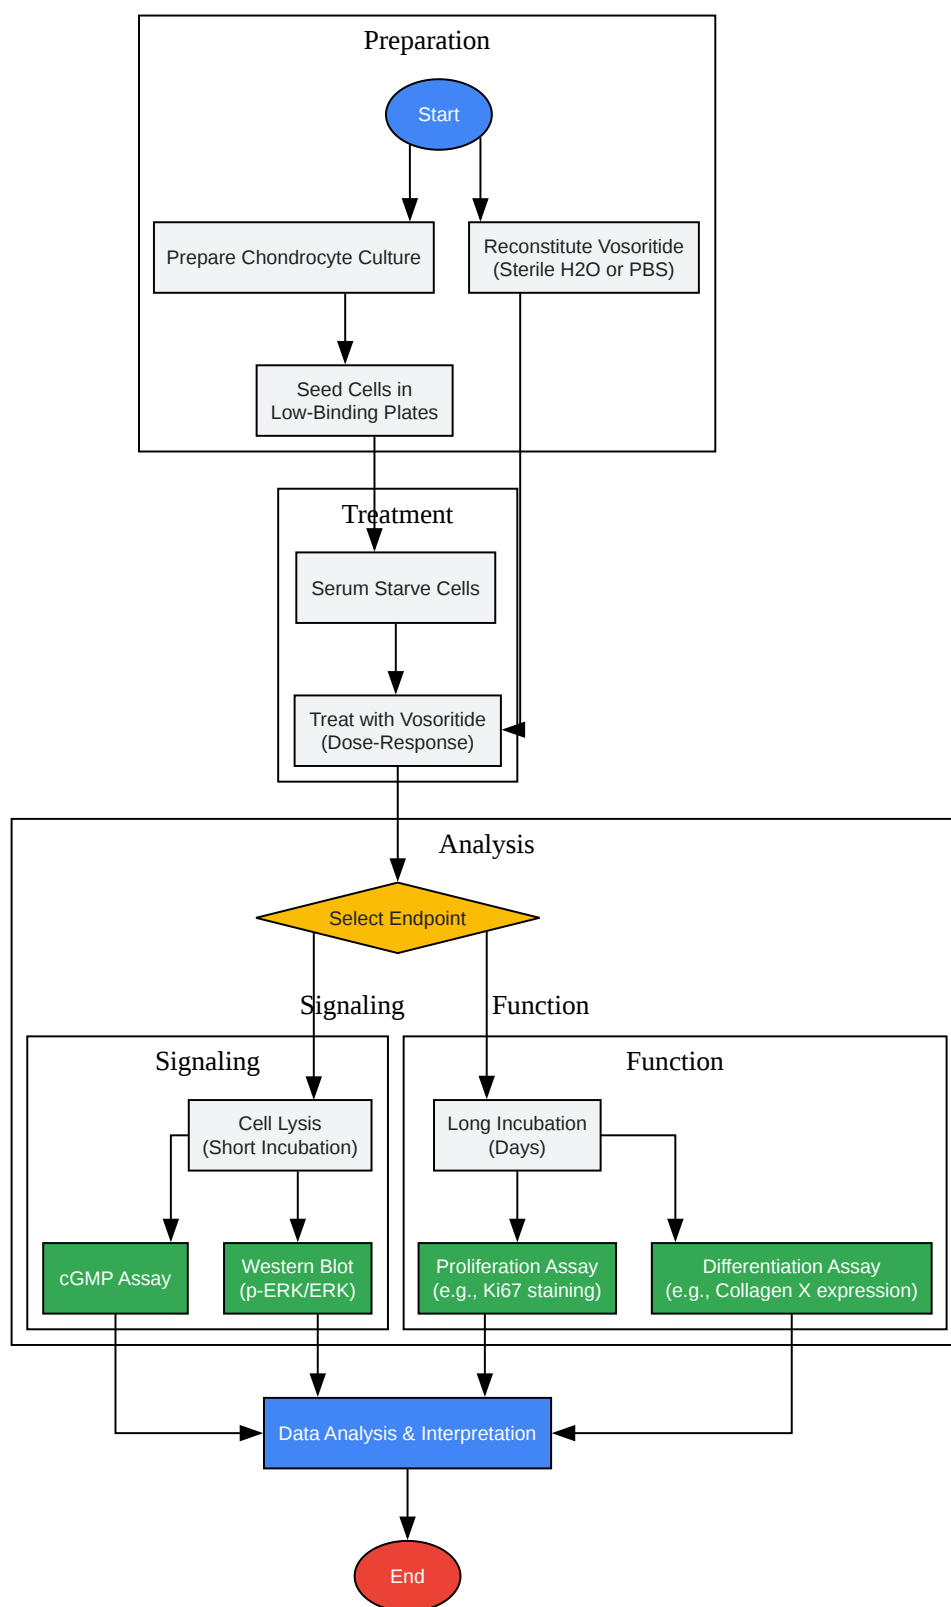 Preparation
Start
Prepare Chondrocyte Culture
Reconstitute Vosoritide
(Sterile H2O or PBS)
Seed Cells in
Low-Binding Plates
Treatment
Serum Starve Cells
Treat with Vosoritide
(Dose-Response)
Analysis
Select Endpoint
Signaling
Function
Signaling
Function
Cell Lysis
(Short Incubation)
Long Incubation
(Days)
cGMP Assay
Western Blot
(p-ERK/ERK)
Proliferation Assay
(e.g., Ki67 staining)
Differentiation Assay
(e.g., Collagen X expression)
Data Analysis & Interpretation
End